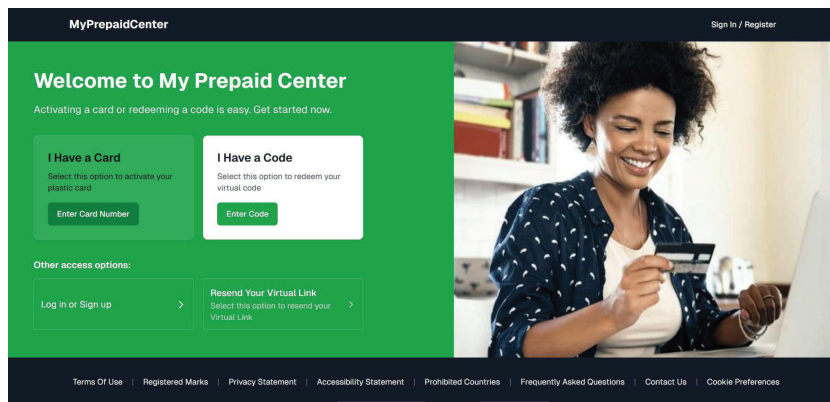 MyPrepaidCenter
Sign In / Register
Welcome to My Prepaid Center
Activating a card or redeeming a code is easy. Get started now.
I Have a Card
Select this option to activate your
plastic card
Enter Card Number
I Have a Code
Select this option to redeem your
virtual code
Enter Code
Other access options:
Log in or Sign up
Resend Your Virtual Link
Select this option to resend your
Virtual Link
Terms Of Use | Registered Marks | Privacy Statement | Accessibility Statement | Prohibited Countries | Frequently Asked Questions | Contact Us | Cookie Preferences